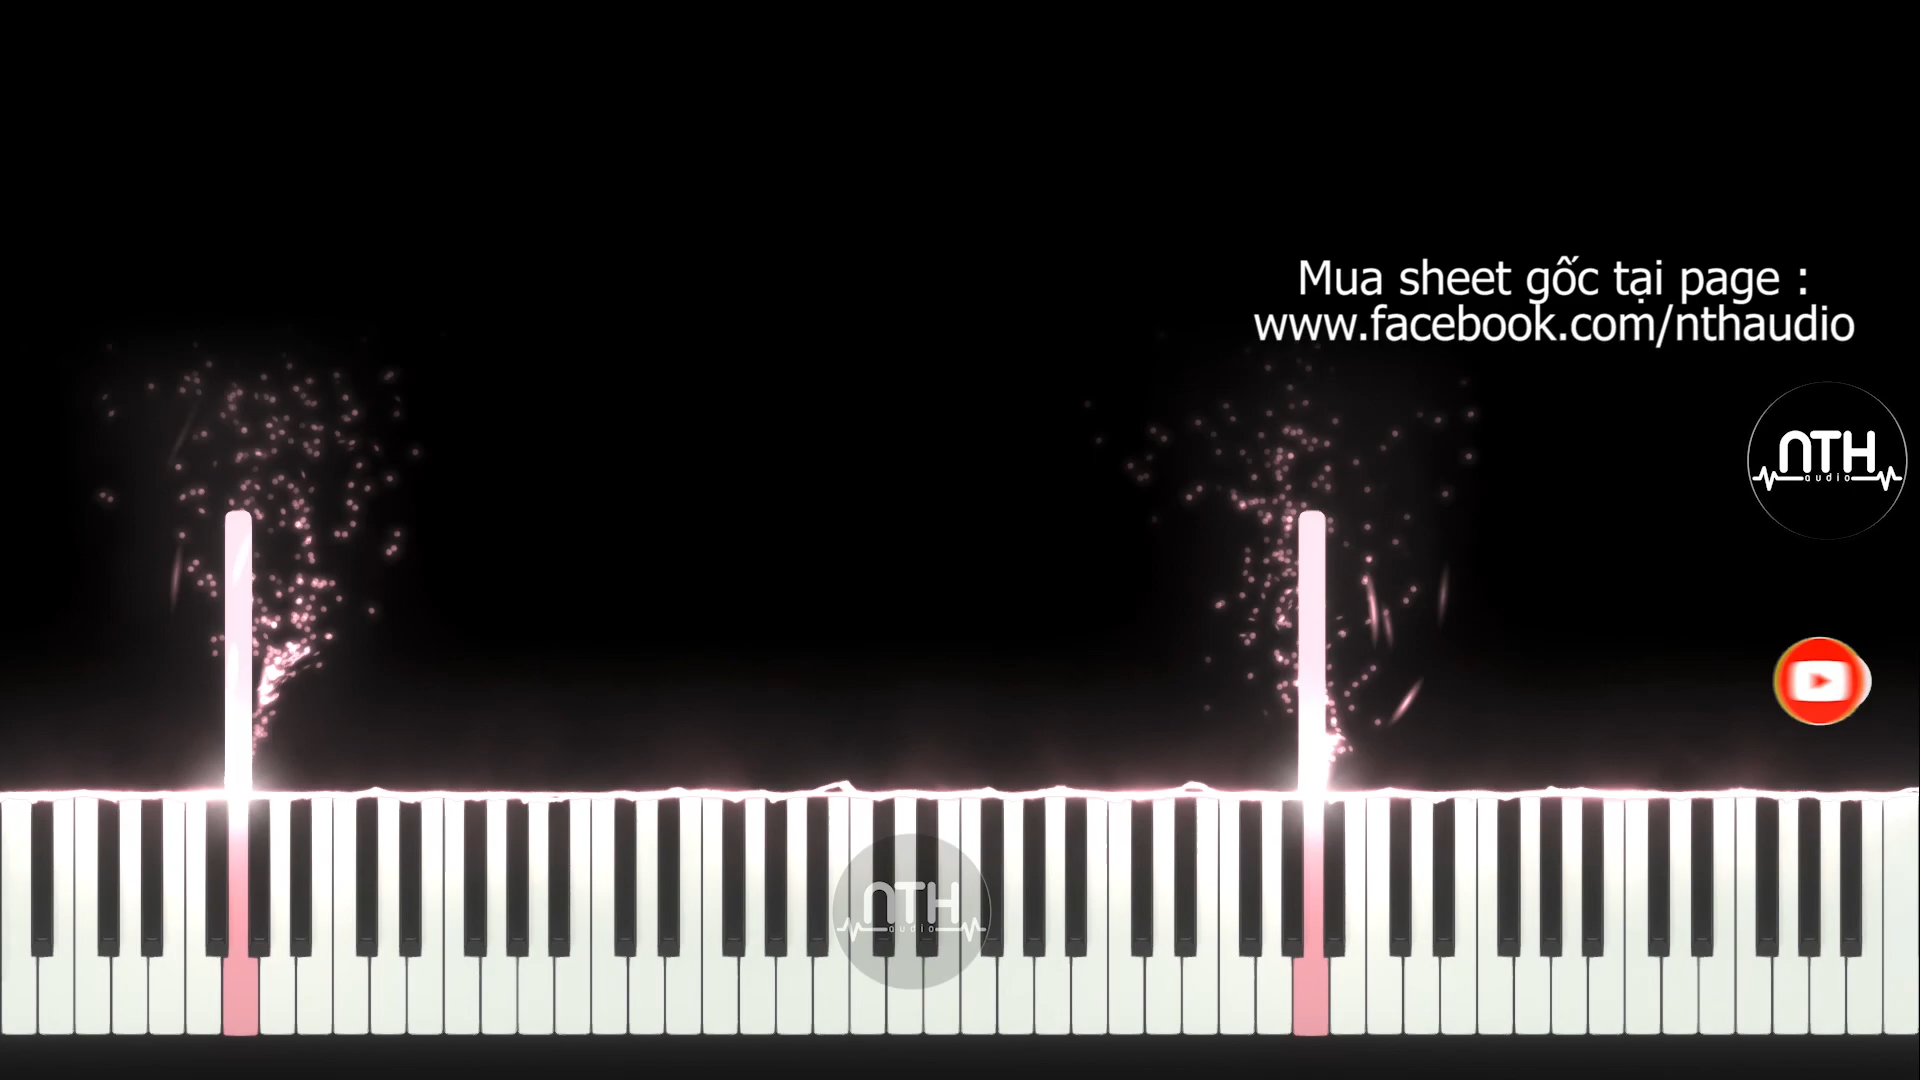 Mua sheet gốc tại page :
www.facebook.com/nthaudio
NTH
audio
NTH
audio